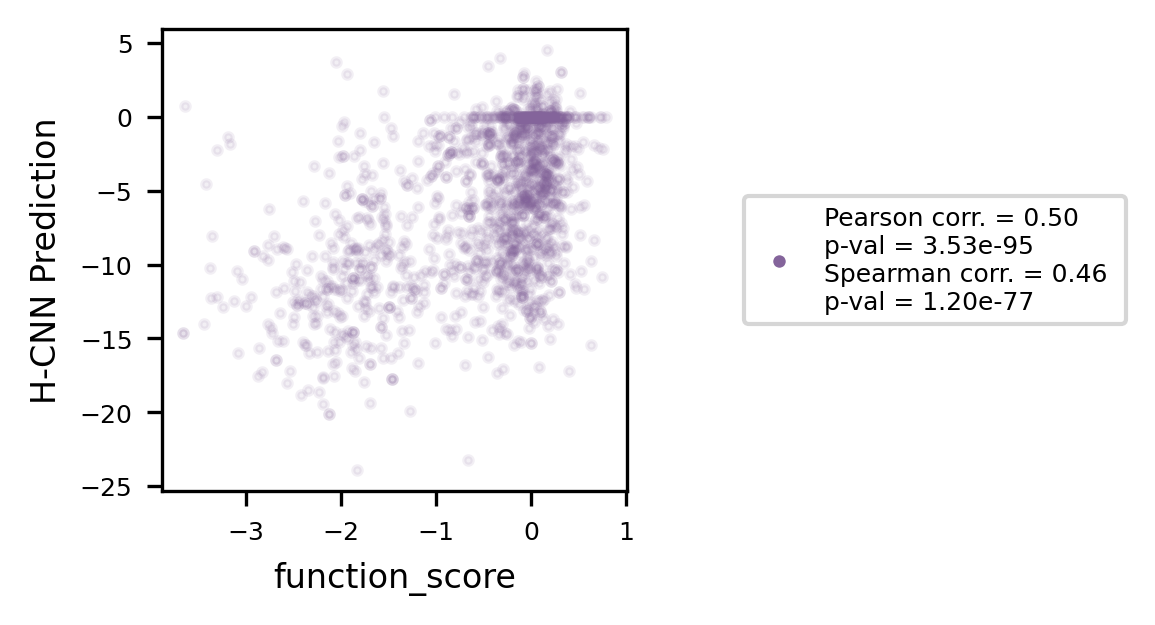 5
0
−5
−10
−15
−20
−25
H-CNN Prediction
−3
−2
−1
0
1
function_score
Pearson corr. = 0.50
p-val = 3.53e-95
Spearman corr. = 0.46
p-val = 1.20e-77